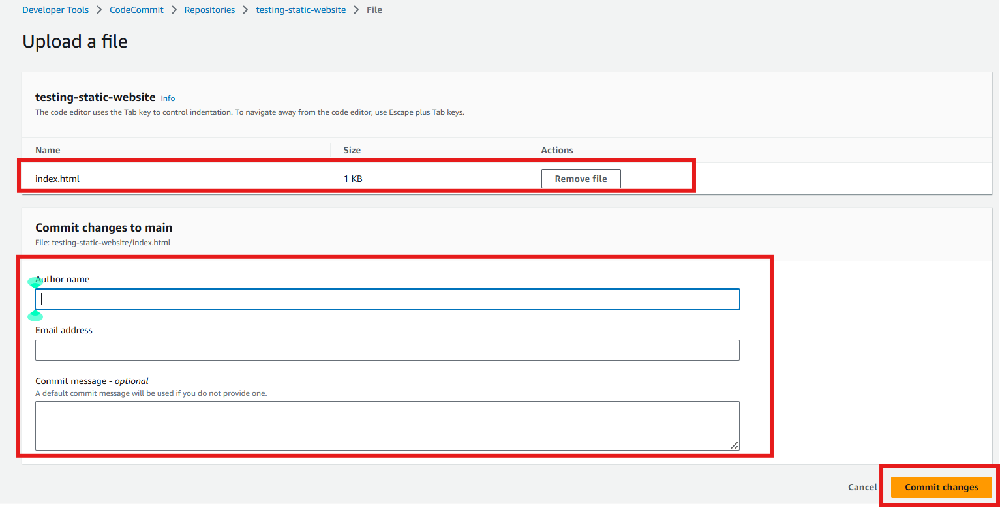 Developer Tools > CodeCommit > Repositories > testing-static-website > File
Upload a file
testing-static-website Info
The code editor uses the Tab key to control indentation. To navigate away from the code editor, use Escape plus Tab keys.
Name Size Actions
index.html 1 KB Remove file
Commit changes to main
File: testing-static-website/index.html
Author name
Email address
Commit message - optional
A default commit message will be used if you do not provide one.
Cancel Commit changes